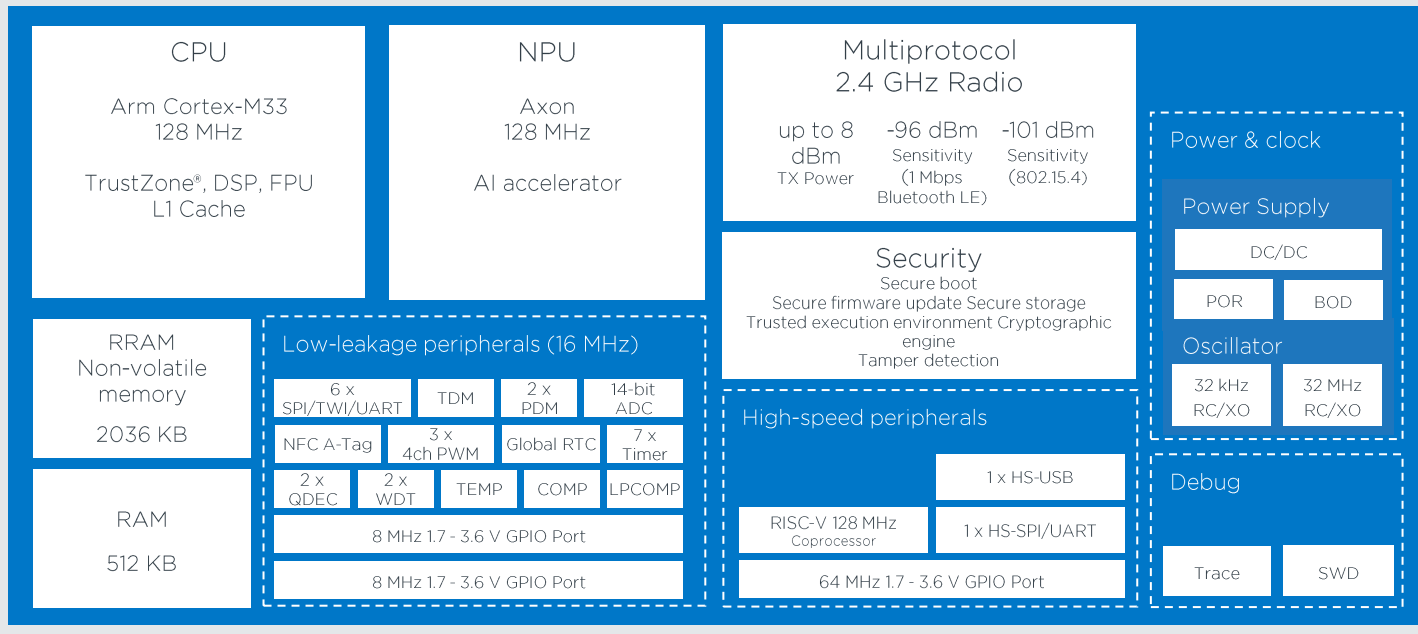 CPU
Arm Cortex-M33
128 MHz
TrustZone®, DSP, FPU
L1 Cache
NPU
Axon
128 MHz
AI accelerator
Multiprotocol
2.4 GHz Radio
up to 8
dBm
TX Power
-96 dBm
Sensitivity
(1 Mbps
Bluetooth LE)
-101 dBm
Sensitivity
(802.15.4)
Security
Secure boot
Secure firmware update Secure storage
Trusted execution environment Cryptographic
engine
Tamper detection
Power & clock
Power Supply
DC/DC
POR
BOD
Oscillator
32 kHz
RC/XO
32 MHz
RC/XO
RRAM
Non-volatile
memory
2036 KB
RAM
512 KB
Low-leakage peripherals (16 MHz)
6 x
SPI/TWI/UART
TDM
2 x
PDM
14-bit
ADC
NFC A-Tag
3 x
4ch PWM
Global RTC
7 x
Timer
2 x
QDEC
2 x
WDT
TEMP
COMP
LPCOMP
8 MHz 1.7 - 3.6 V GPIO Port
8 MHz 1.7 - 3.6 V GPIO Port
High-speed peripherals
1 x HS-USB
RISC-V 128 MHz
Coprocessor
1 x HS-SPI/UART
64 MHz 1.7 - 3.6 V GPIO Port
Debug
Trace
SWD